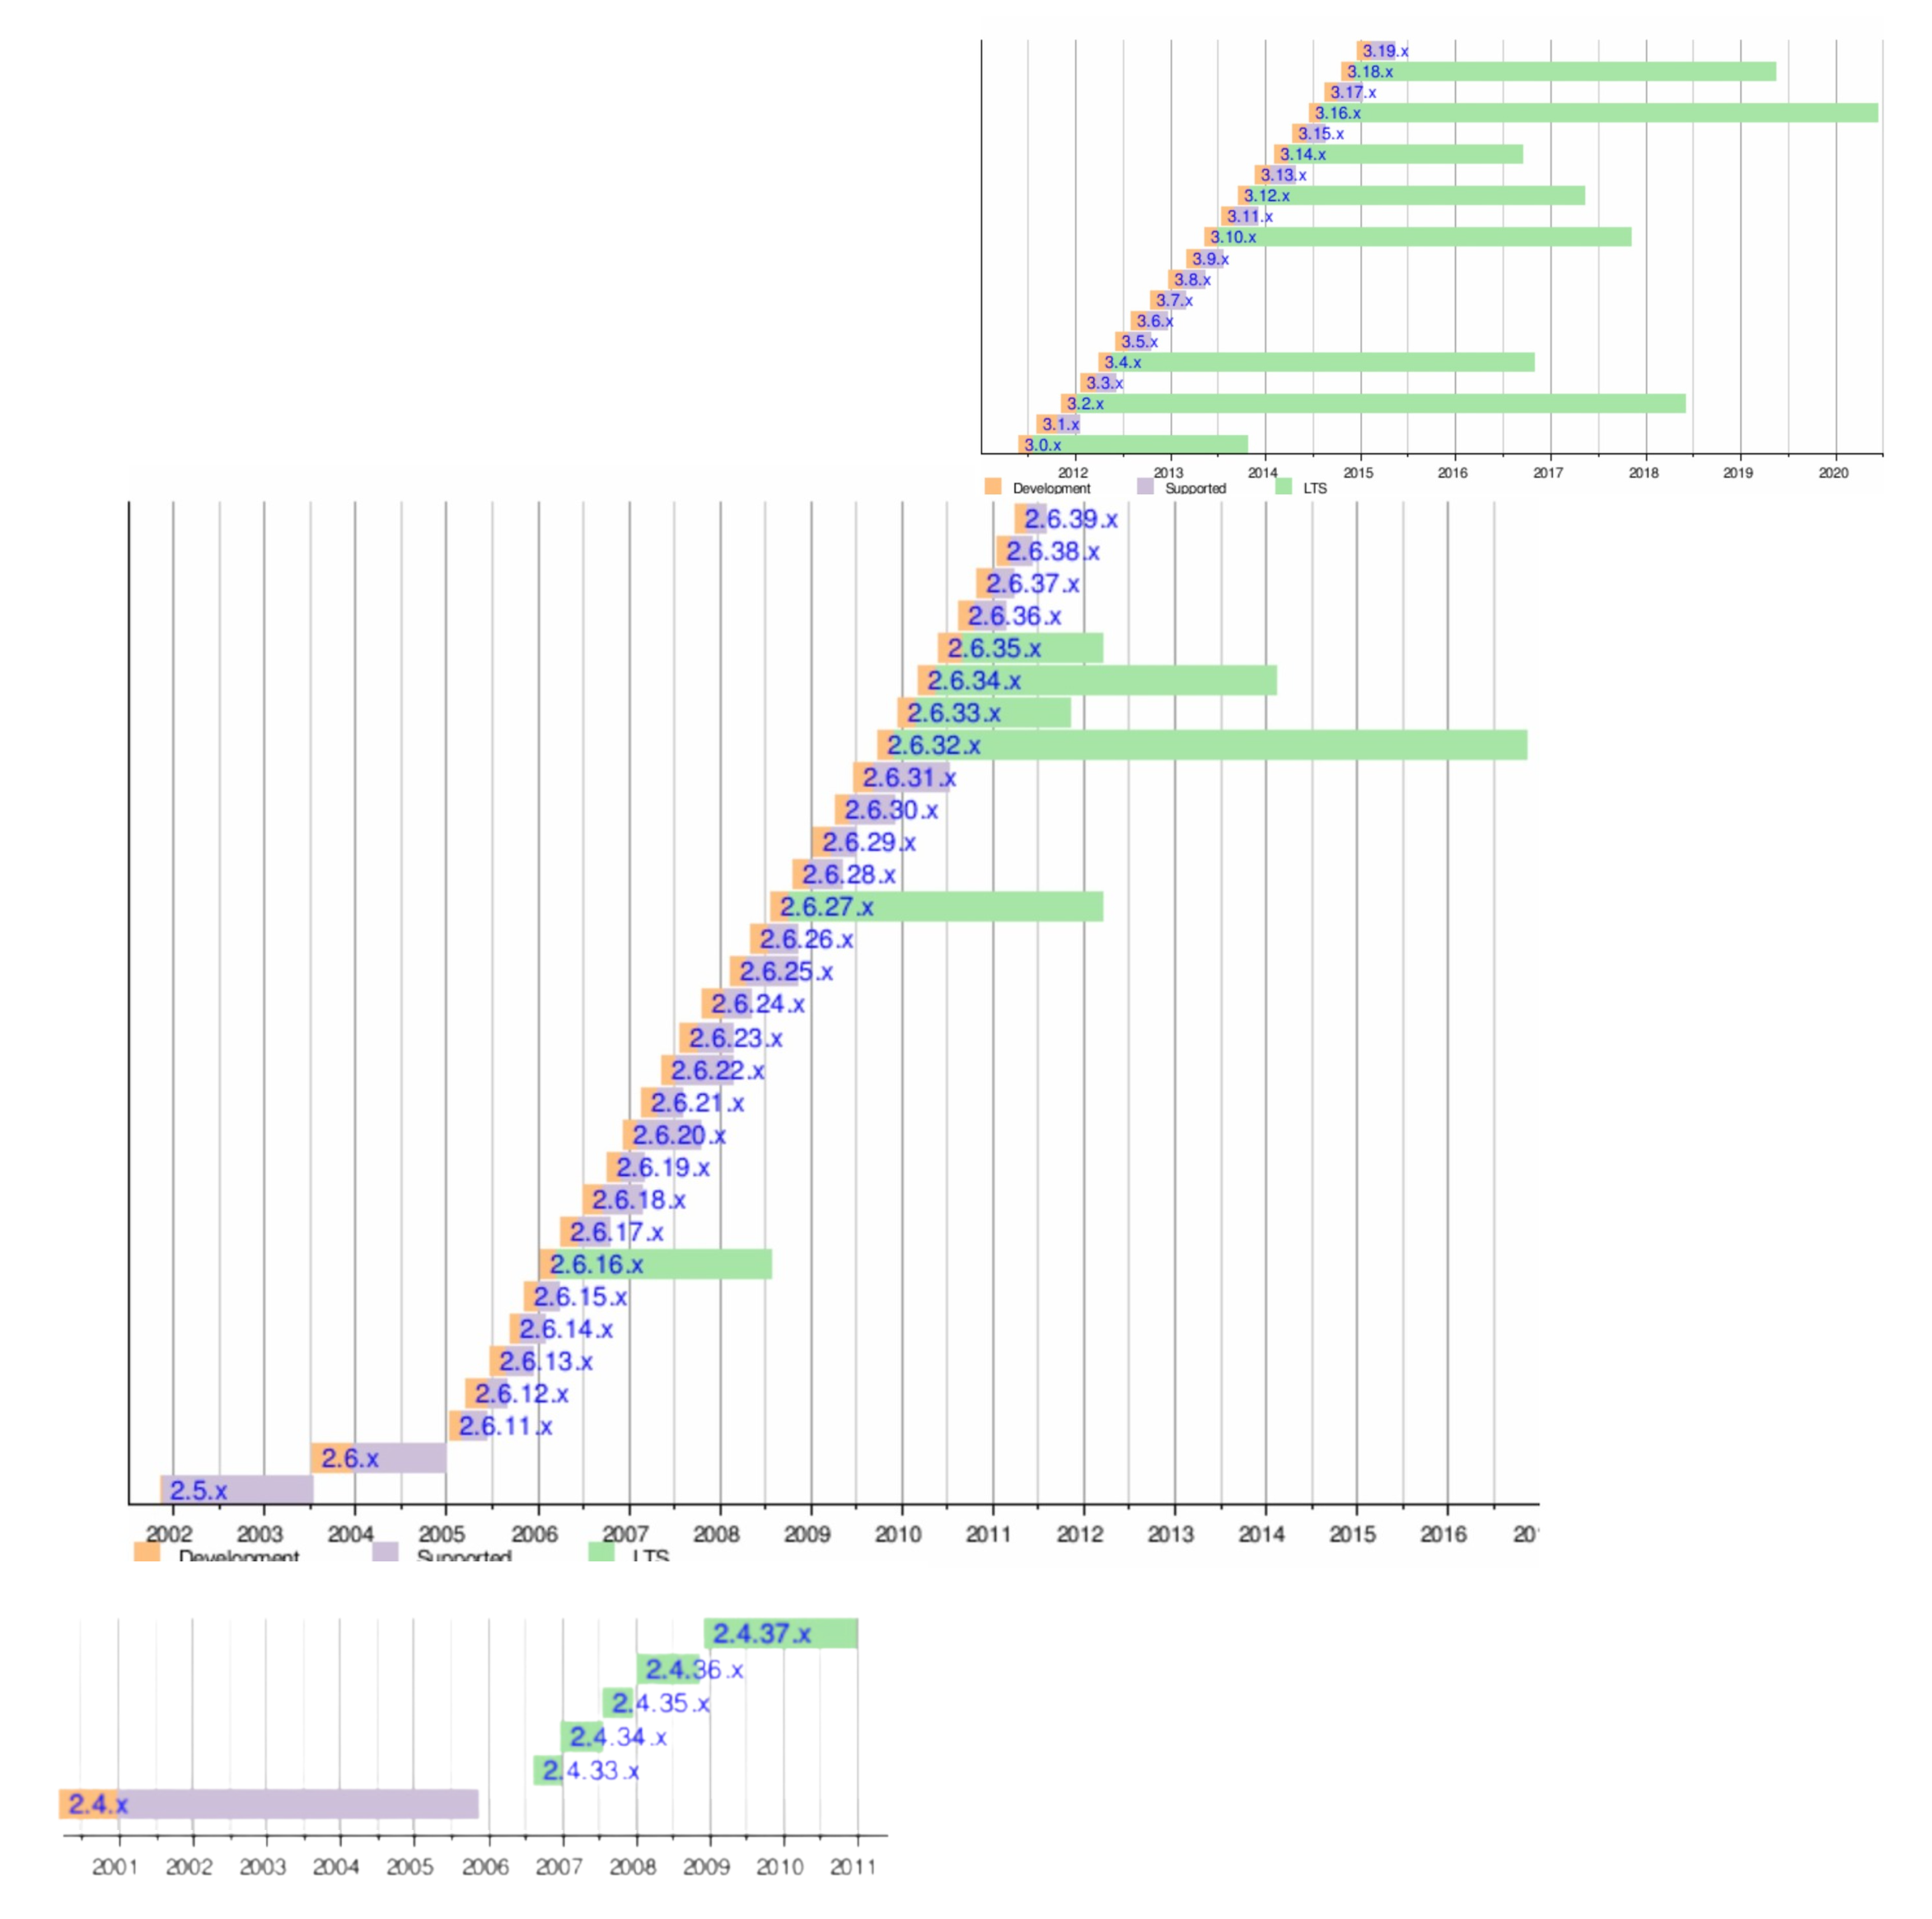 3.19.x
3.18.x
3.17.x
3.16.x
3.15.x
3.14.x
3.13.x
3.12.x
3.11.x
3.10.x
3.9.x
3.8.x
3.7.x
3.6.x
3.5.x
3.4.x
3.3.x
3.2.x
3.1.x
3.0.x
2012 2013 2014 2015 2016 2017 2018 2019 2020
Development Supported LTS
2.6.39.x
2.6.38.x
2.6.37.x
2.6.36.x
2.6.35.x
2.6.34.x
2.6.33.x
2.6.32.x
2.6.31.x
2.6.30.x
2.6.29.x
2.6.28.x
2.6.27.x
2.6.26.x
2.6.25.x
2.6.24.x
2.6.23.x
2.6.22.x
2.6.21.x
2.6.20.x
2.6.19.x
2.6.18.x
2.6.17.x
2.6.16.x
2.6.15.x
2.6.14.x
2.6.13.x
2.6.12.x
2.6.11.x
2.6.x
2.5.x
2002 2003 2004 2005 2006 2007 2008 2009 2010 2011 2012 2013 2014 2015 2016
Development Supported LTS
2.4.37.x
2.4.36.x
2.4.35.x
2.4.34.x
2.4.33.x
2.4.x
2001 2002 2003 2004 2005 2006 2007 2008 2009 2010 2011